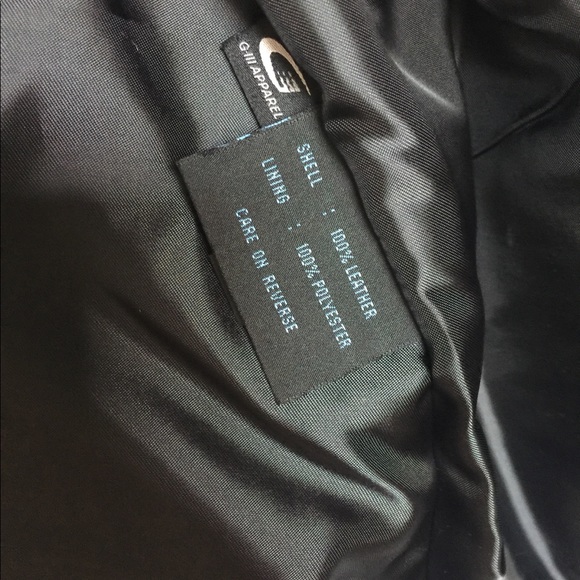 G-III APPAREL
SHELL : 100% LEATHER
LINING : 100% POLYESTER
CARE ON REVERSE